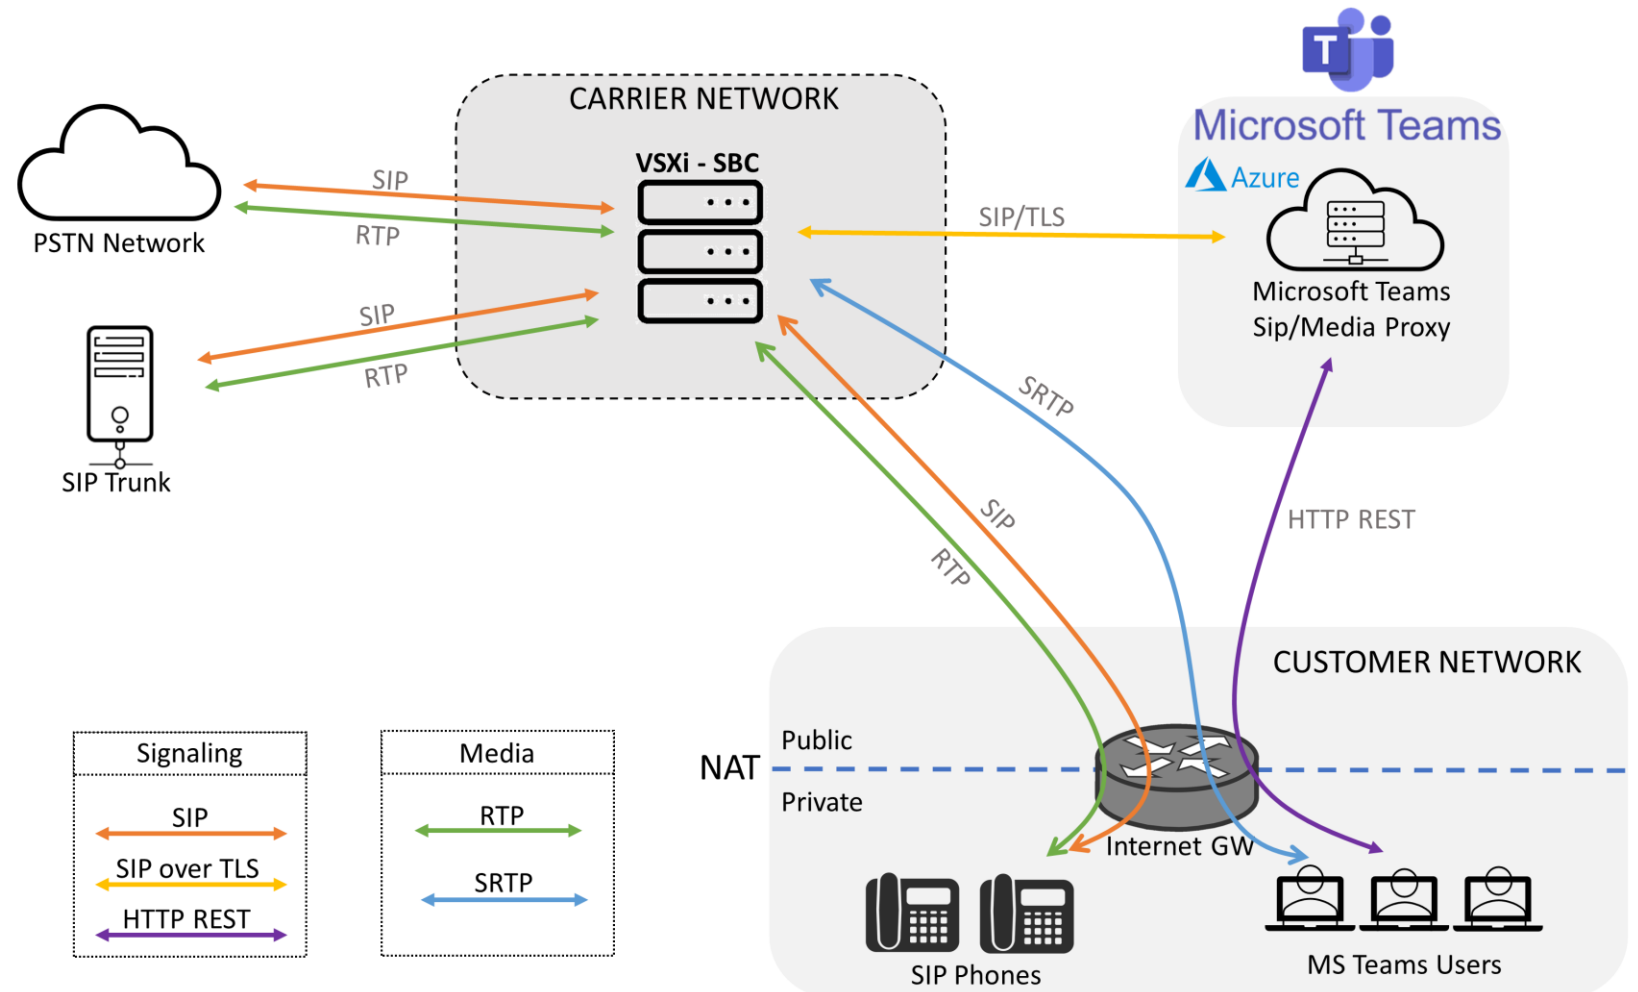 CARRIER NETWORK
VSXi - SBC
T
Microsoft Teams
Azure
Microsoft Teams
Sip/Media Proxy
PSTN Network
SIP
RTP
SIP
RTP
SIP Trunk
SIP/TLS
SRTP
SIP
RTP
HTTP REST
CUSTOMER NETWORK
Public
NAT
Private
Internet GW
SIP Phones
MS Teams Users
Signaling
SIP
SIP over TLS
HTTP REST
Media
RTP
SRTP